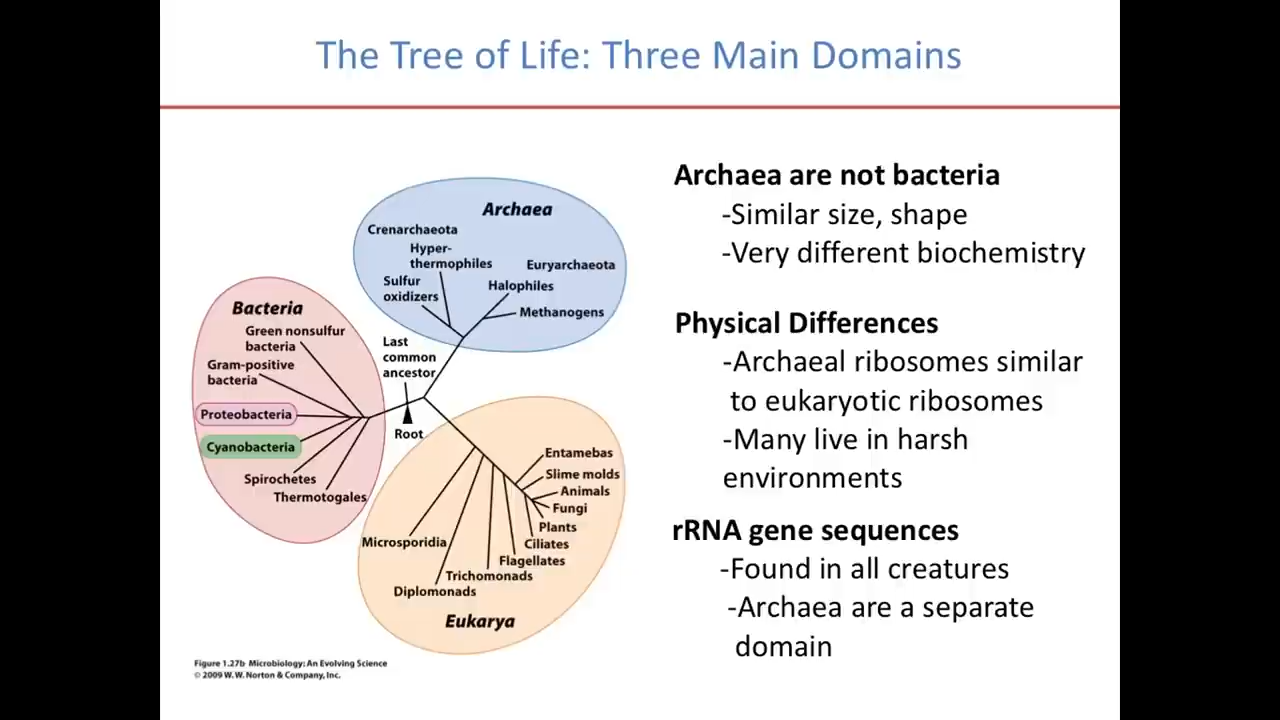 The Tree of Life: Three Main Domains
Archaea
Crenarchaeota
Hyper-
thermophiles
Euryarchaeota
Sulfur
oxidizers
Halophiles
Methanogens
Bacteria
Green nonsulfur
bacteria
Gram-positive
bacteria
Proteobacteria
Cyanobacteria
Spirochetes
Thermotogales
Last
common
ancestor
Root
Entamebas
Slime molds
Animals
Fungi
Plants
Ciliates
Flagellates
Trichomonads
Diplomonads
Microsporidia
Eukarya
Figure 1.27b Microbiology: An Evolving Science
© 2009 W. W. Norton & Company, Inc.
Archaea are not bacteria
-Similar size, shape
-Very different biochemistry
Physical Differences
-Archaeal ribosomes similar
to eukaryotic ribosomes
-Many live in harsh
environments
rRNA gene sequences
-Found in all creatures
-Archaea are a separate
domain